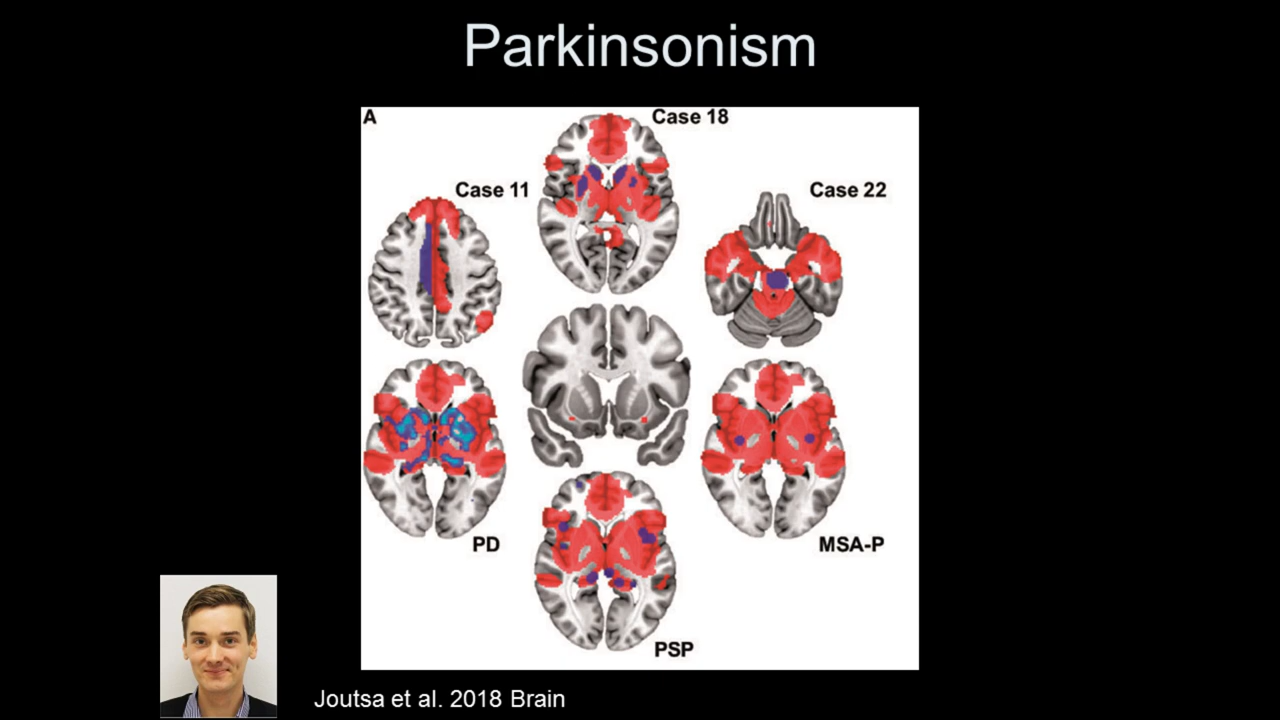 Parkinsonism
A
Case 18
Case 11
Case 22
PD
MSA-P
PSP
Joutsa et al. 2018 Brain